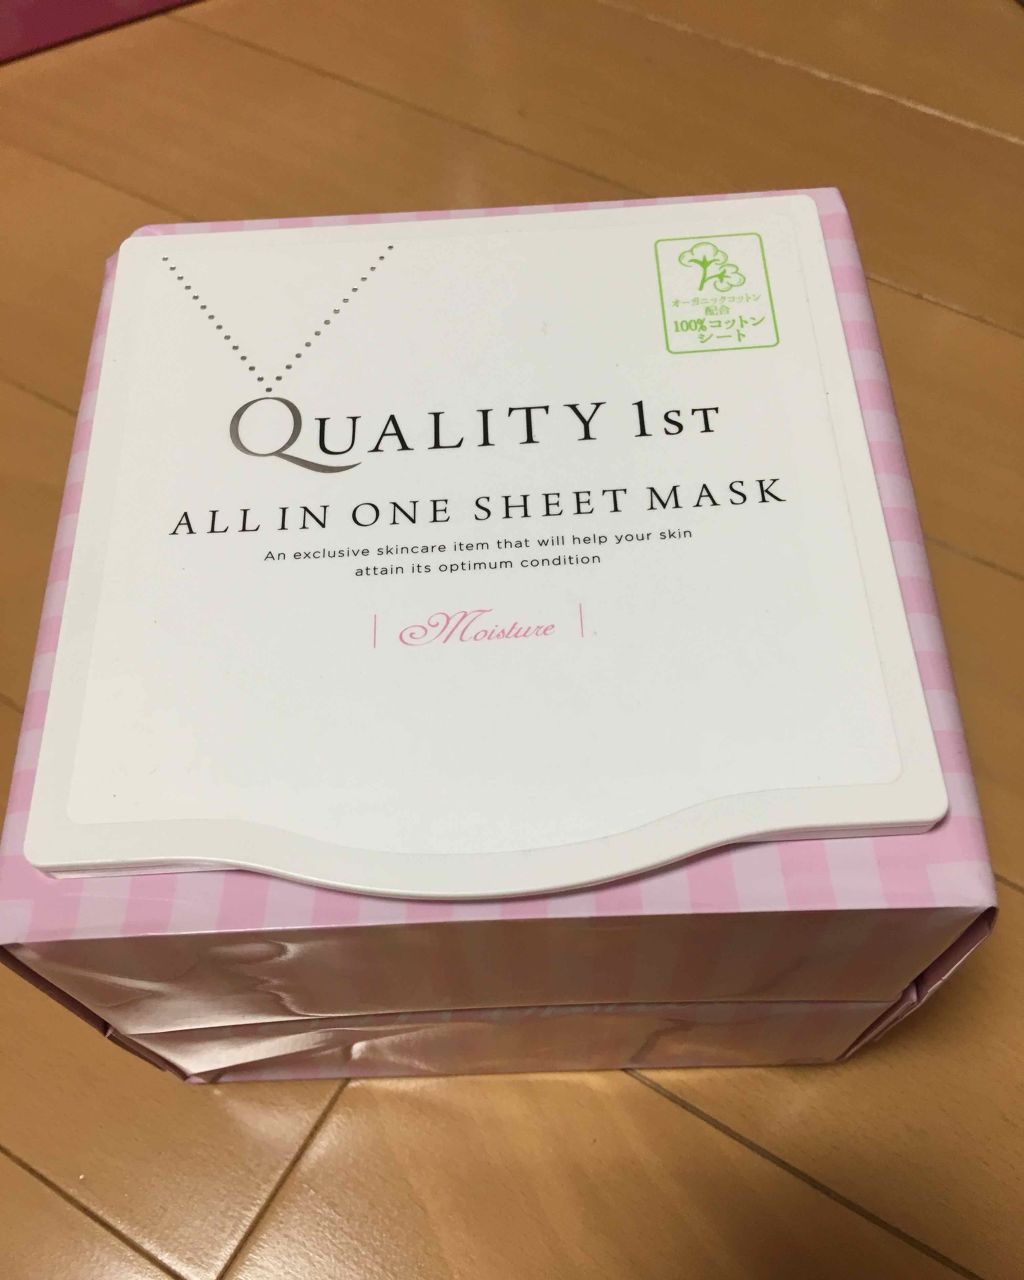 オーガニックコットン
配合
100%コットン
シート
QUALITY 1ST
ALL IN ONE SHEET MASK
An exclusive skincare item that will help your skin
attain its optimum condition
Moisture